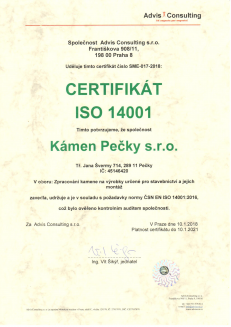 Advis Consulting
Společnost Advis Consulting s.r.o.
Františkova 908/11,
198 00 Praha 8
Uděluje tímto certifikát číslo SME-017-2018:
CERTIFIKÁT
ISO 14001
Tímto potvrzujeme, že společnost
Kámen Pečky s.r.o.
Tř. Jana Švermy 714, 289 11 Pečky
IČ: 45146420
V oboru: Zpracování kamene na výrobky určené pro stavebnictví a jejich
montáž
zavedla, udržuje a je v souladu s požadavky normy ČSN EN ISO 14001:2016,
což bylo ověřeno kontrolním auditem společnosti.
Za Advis Consulting s.r.o.
V Praze dne 10.1.2018
Platnost certifikátu do 10.1.2021
Ing. Vít Šikýř, jednatel